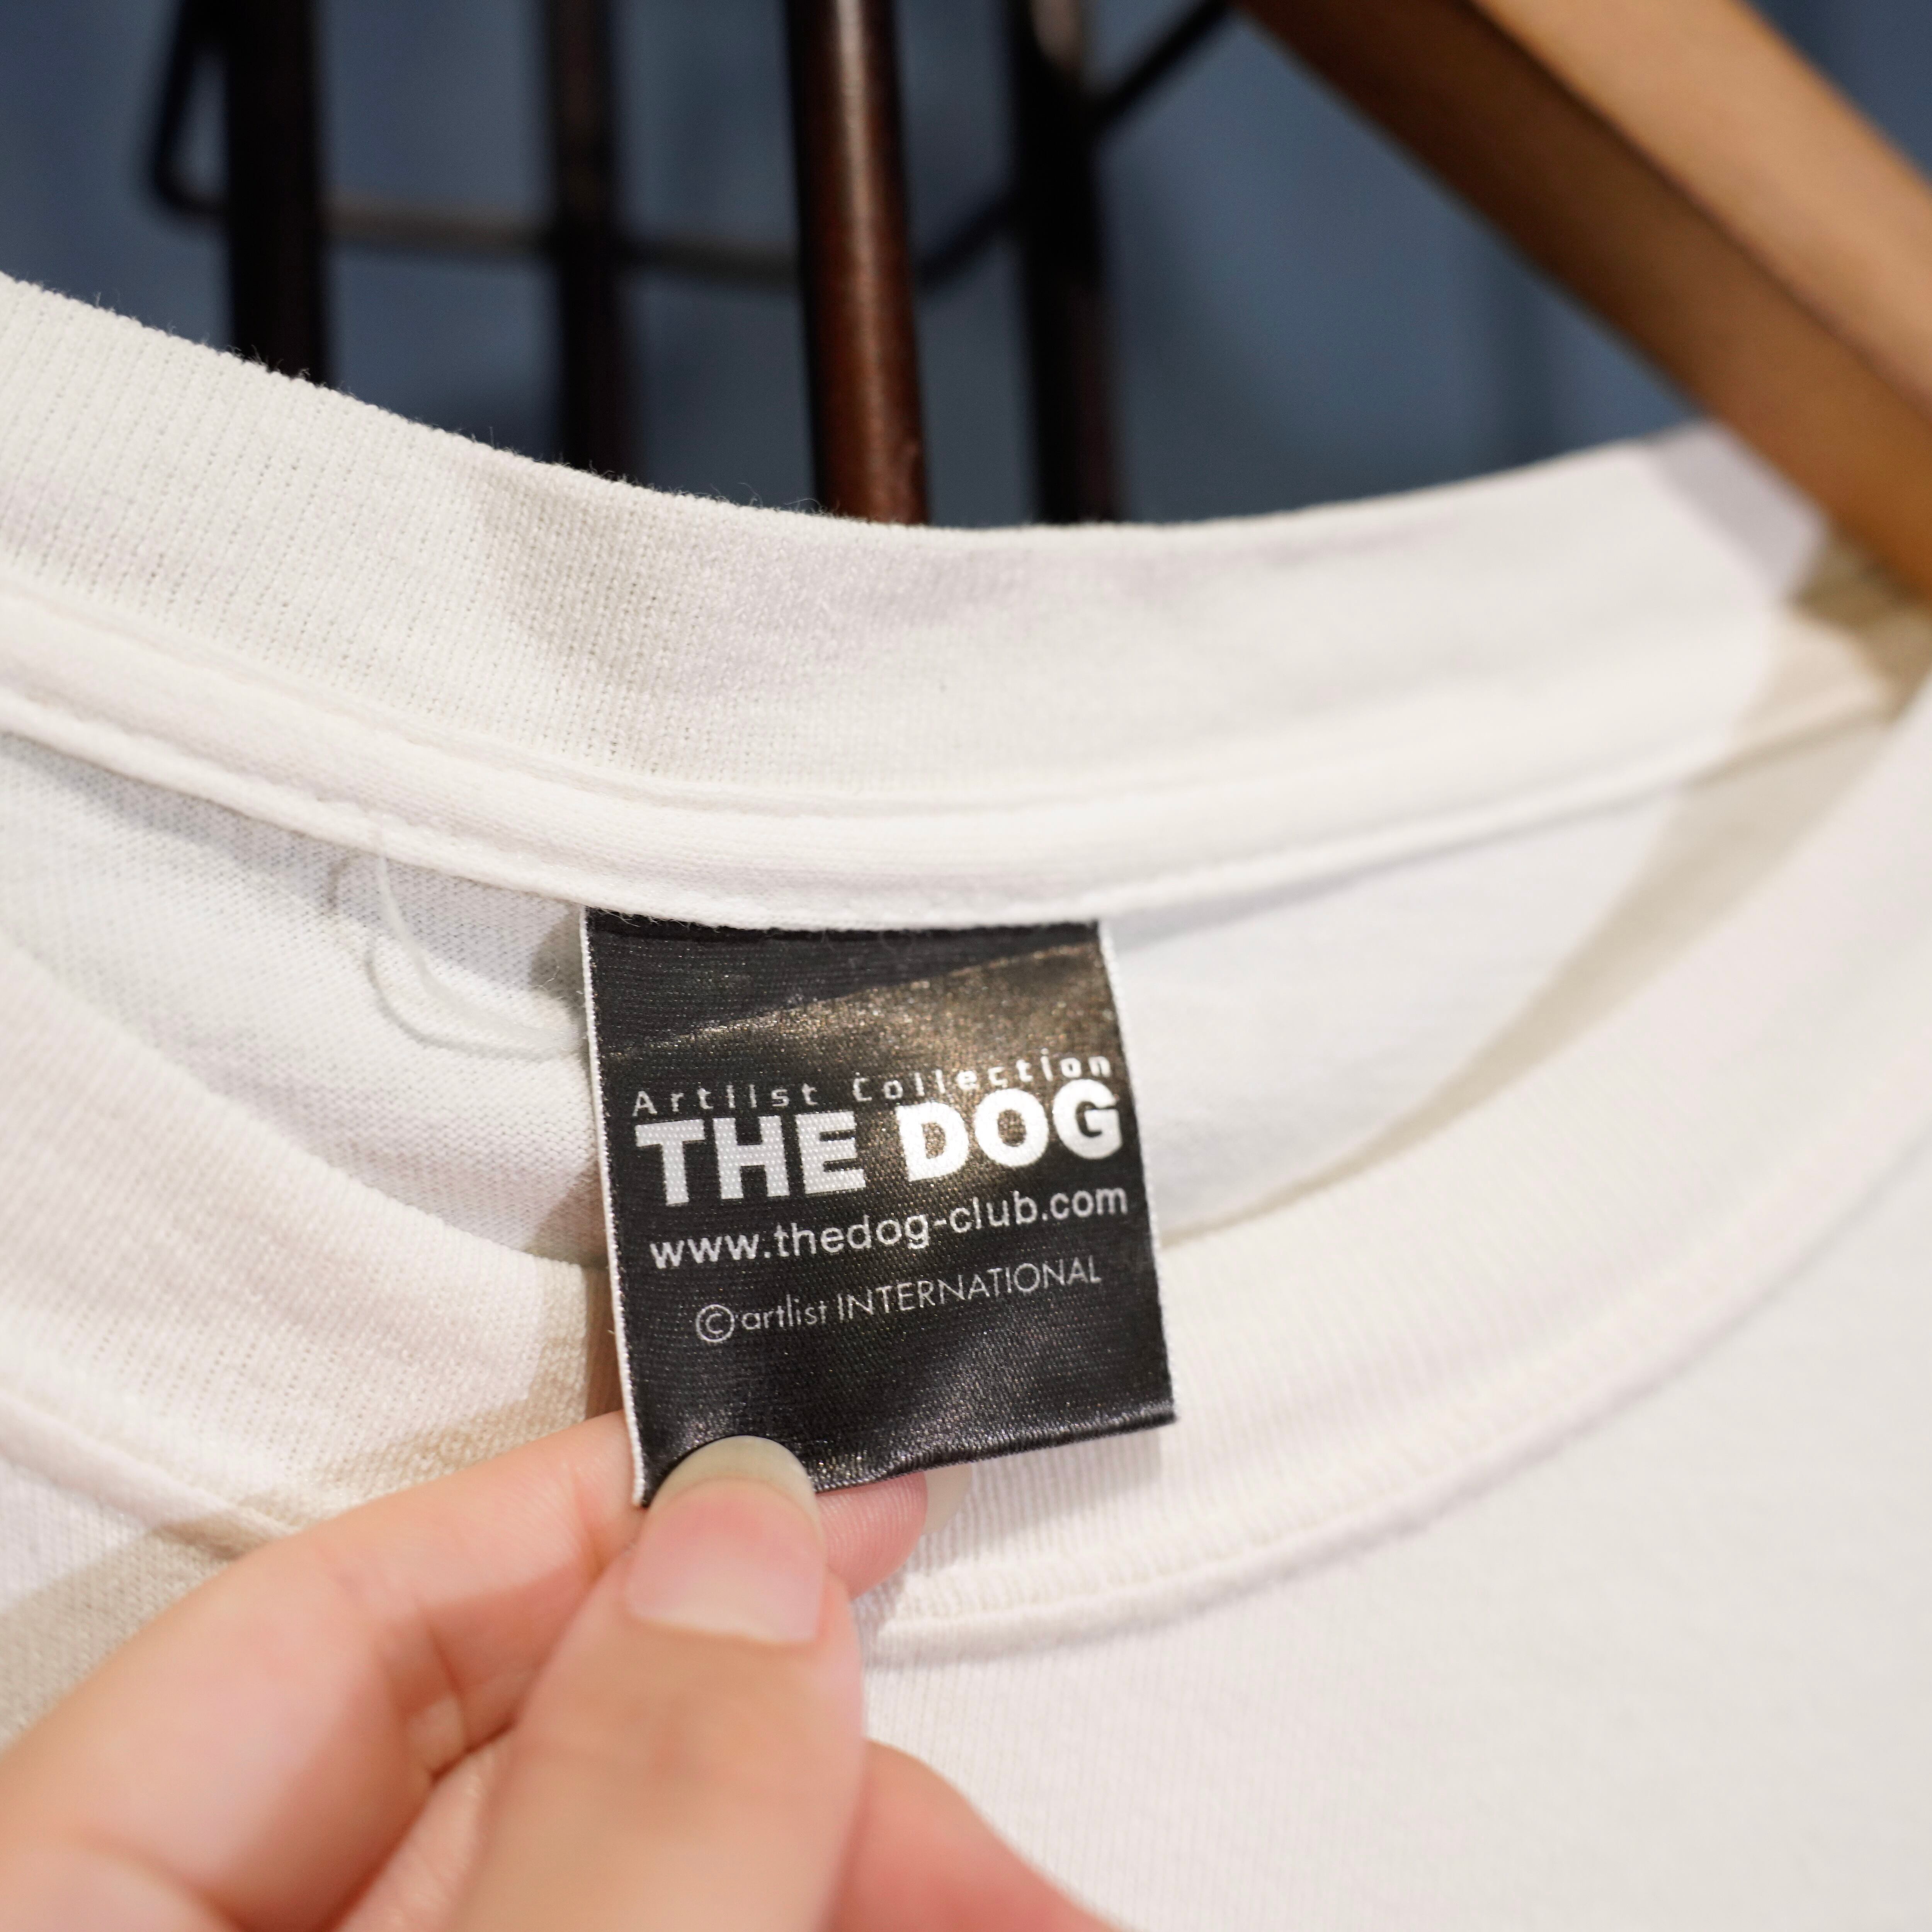 Artlist Collection
THE DOG
www.thedog-club.com
©artlist INTERNATIONAL